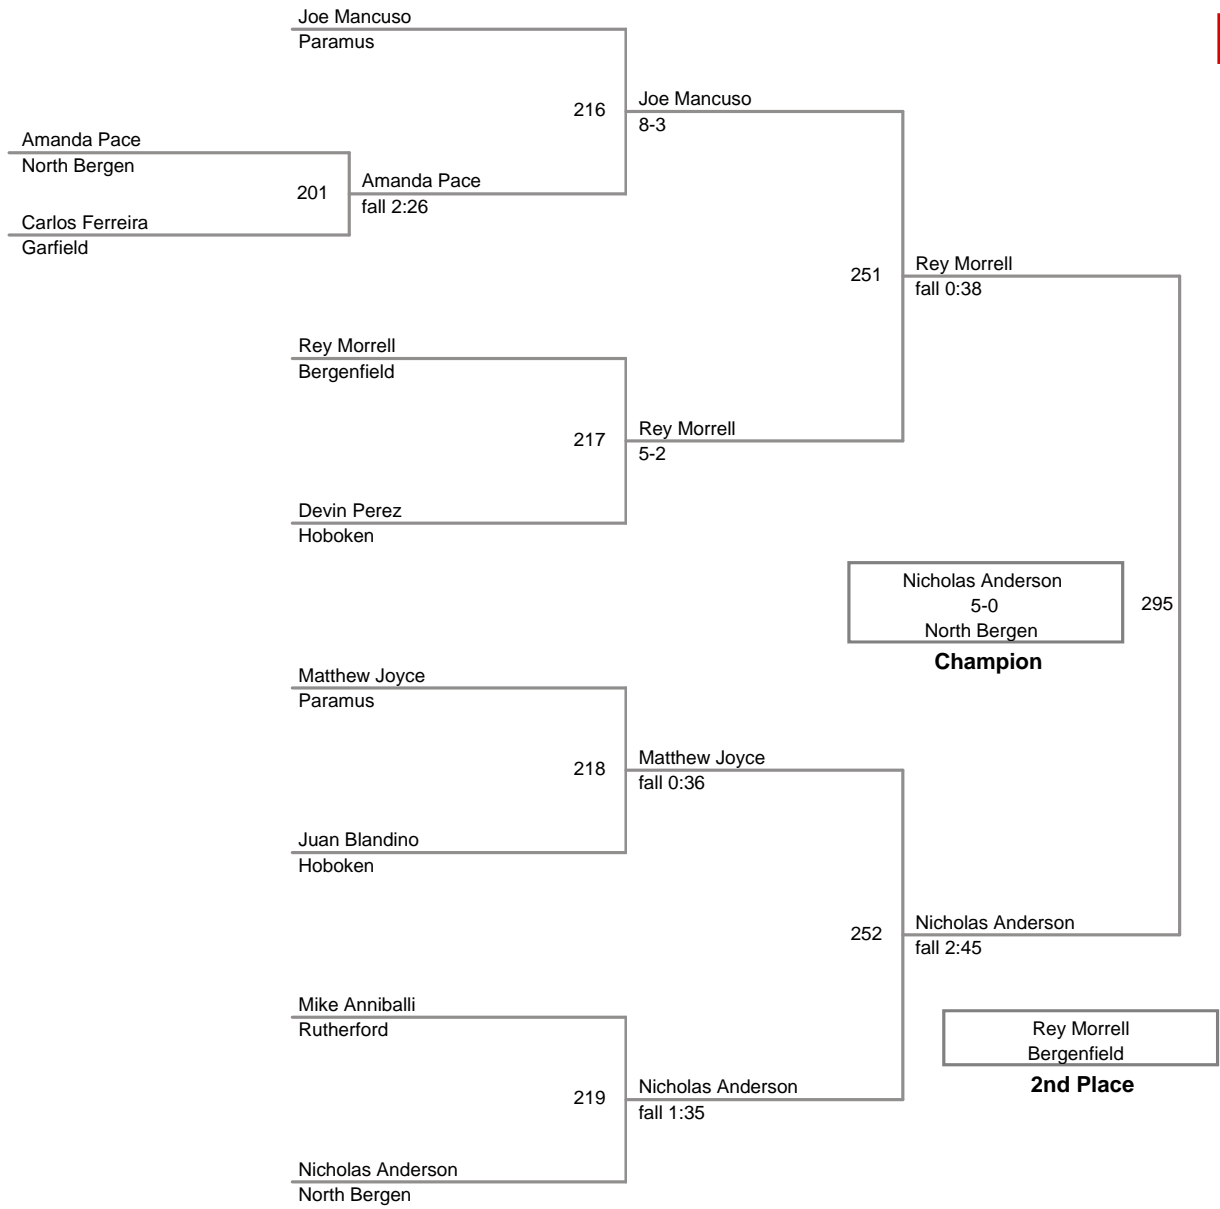 Joe Mancuso
Paramus
216
Joe Mancuso
8-3
Amanda Pace
North Bergen
201
Amanda Pace
fall 2:26
Carlos Ferreira
Garfield
251
Rey Morrell
fall 0:38
Rey Morrell
Bergenfield
217
Rey Morrell
5-2
Devin Perez
Hoboken
Nicholas Anderson
5-0
North Bergen
Champion
295
Matthew Joyce
Paramus
218
Matthew Joyce
fall 0:36
Juan Blandino
Hoboken
252
Nicholas Anderson
fall 2:45
Mike Anniballi
Rutherford
Rey Morrell
Bergenfield
2nd Place
219
Nicholas Anderson
fall 1:35
Nicholas Anderson
North Bergen